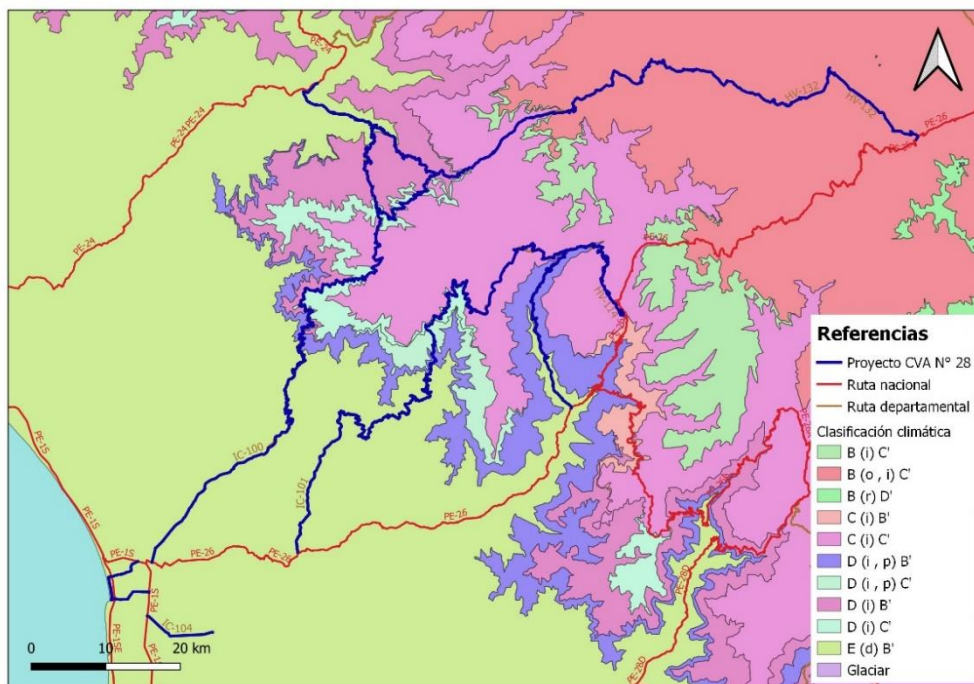 PE-24
PE-24 PE-24
PE-24
HV-132
HV-132
PE-26
PE-26
IC-100
IC-101
PE-1S
PE-1S
PE-26
PE-26
PE-26
PE-1S
IC-104
PE-1SE
PE-28D
PE-28D
0 10 20 km
Referencias
Proyecto CVA N° 28
Ruta nacional
Ruta departamental
Clasificación climática
B (i) C'
B (o , i) C'
B (r) D'
C (i) B'
C (i) C'
D (i , p) B'
D (i , p) C'
D (i) B'
D (i) C'
E (d) B'
Glaciar